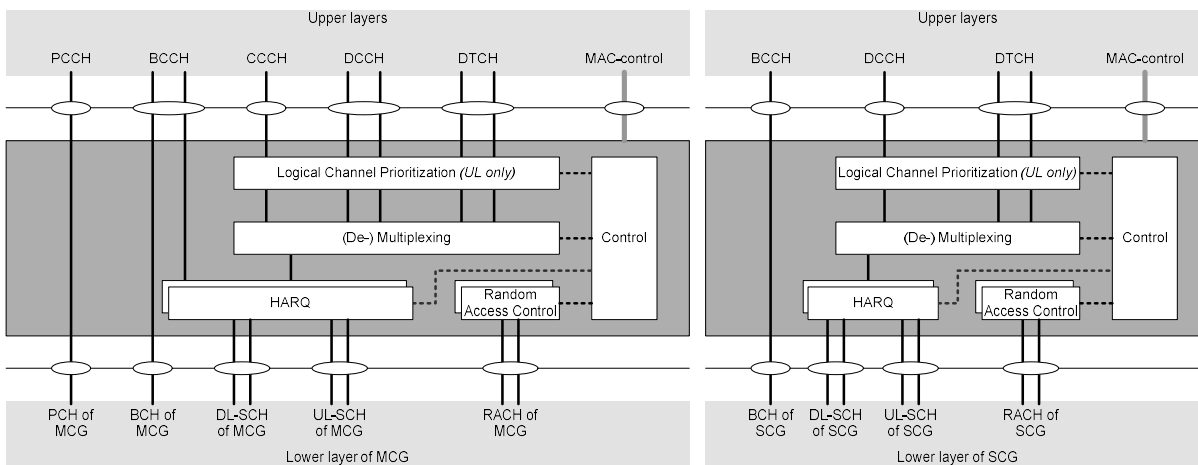 Upper layers
PCCH BCCH CCCH DCCH DTCH MAC-control
Logical Channel Prioritization (UL only)
(De-) Multiplexing
Control
HARQ
Random
Access Control
PCH of
MCG
BCH of
MCG
DL-SCH
of MCG
UL-SCH
of MCG
RACH of
MCG
Lower layer of MCG
Upper layers
BCCH DCCH DTCH MAC-control
Logical Channel Prioritization (UL only)
(De-) Multiplexing
Control
HARQ
Random
Access Control
BCH of
SCG
DL-SCH
of SCG
UL-SCH
of SCG
RACH of
SCG
Lower layer of SCG